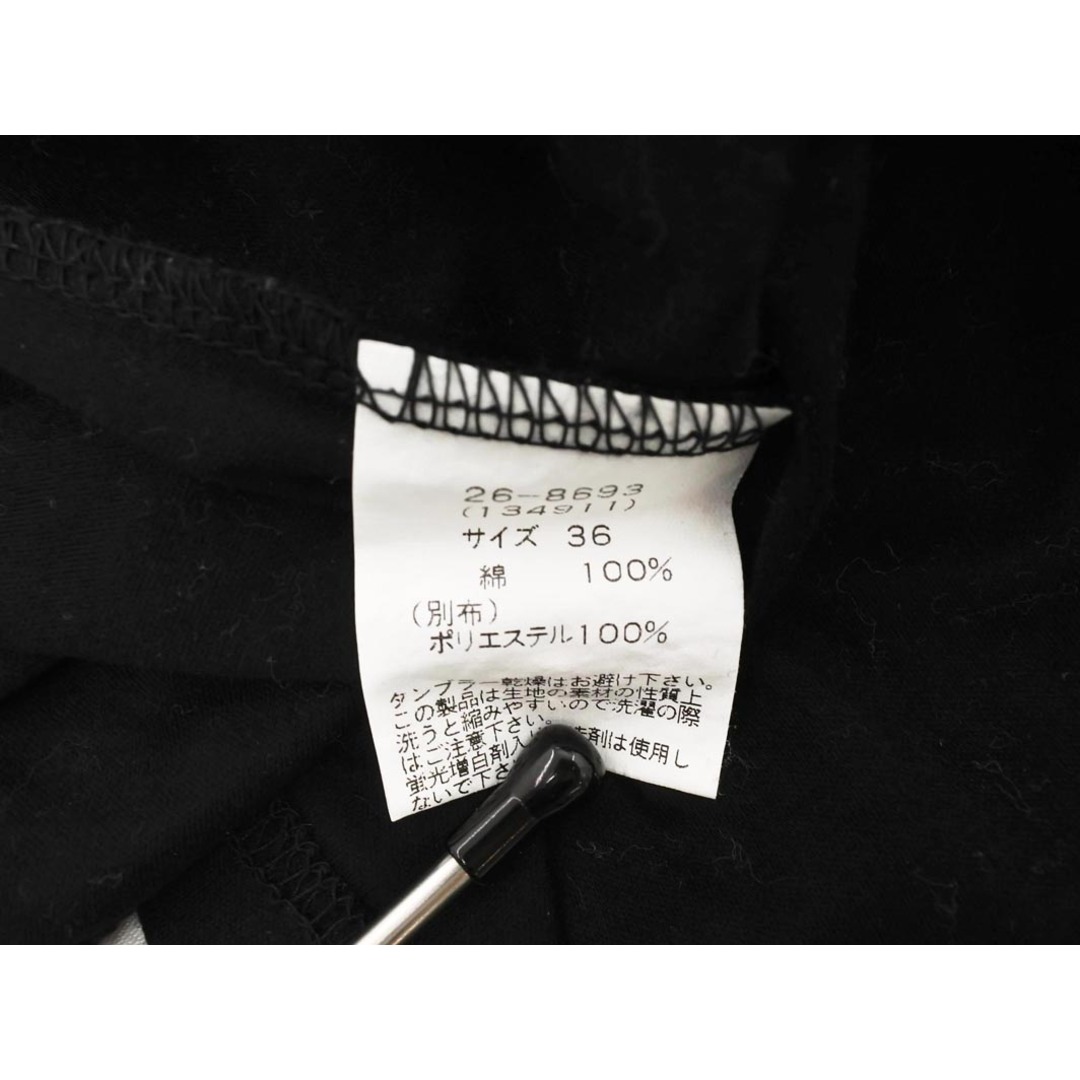 26-8693
(134911)
サイズ 36
綿 100%
(別布)
ポリエステル100%
タンブラー乾燥はお避け下さい。
この製品は生地の素材の性質上
洗うと縮みやすいので洗濯の際
はご注意下さい。
蛍光増白剤入 剤は使用し
ないで下さ